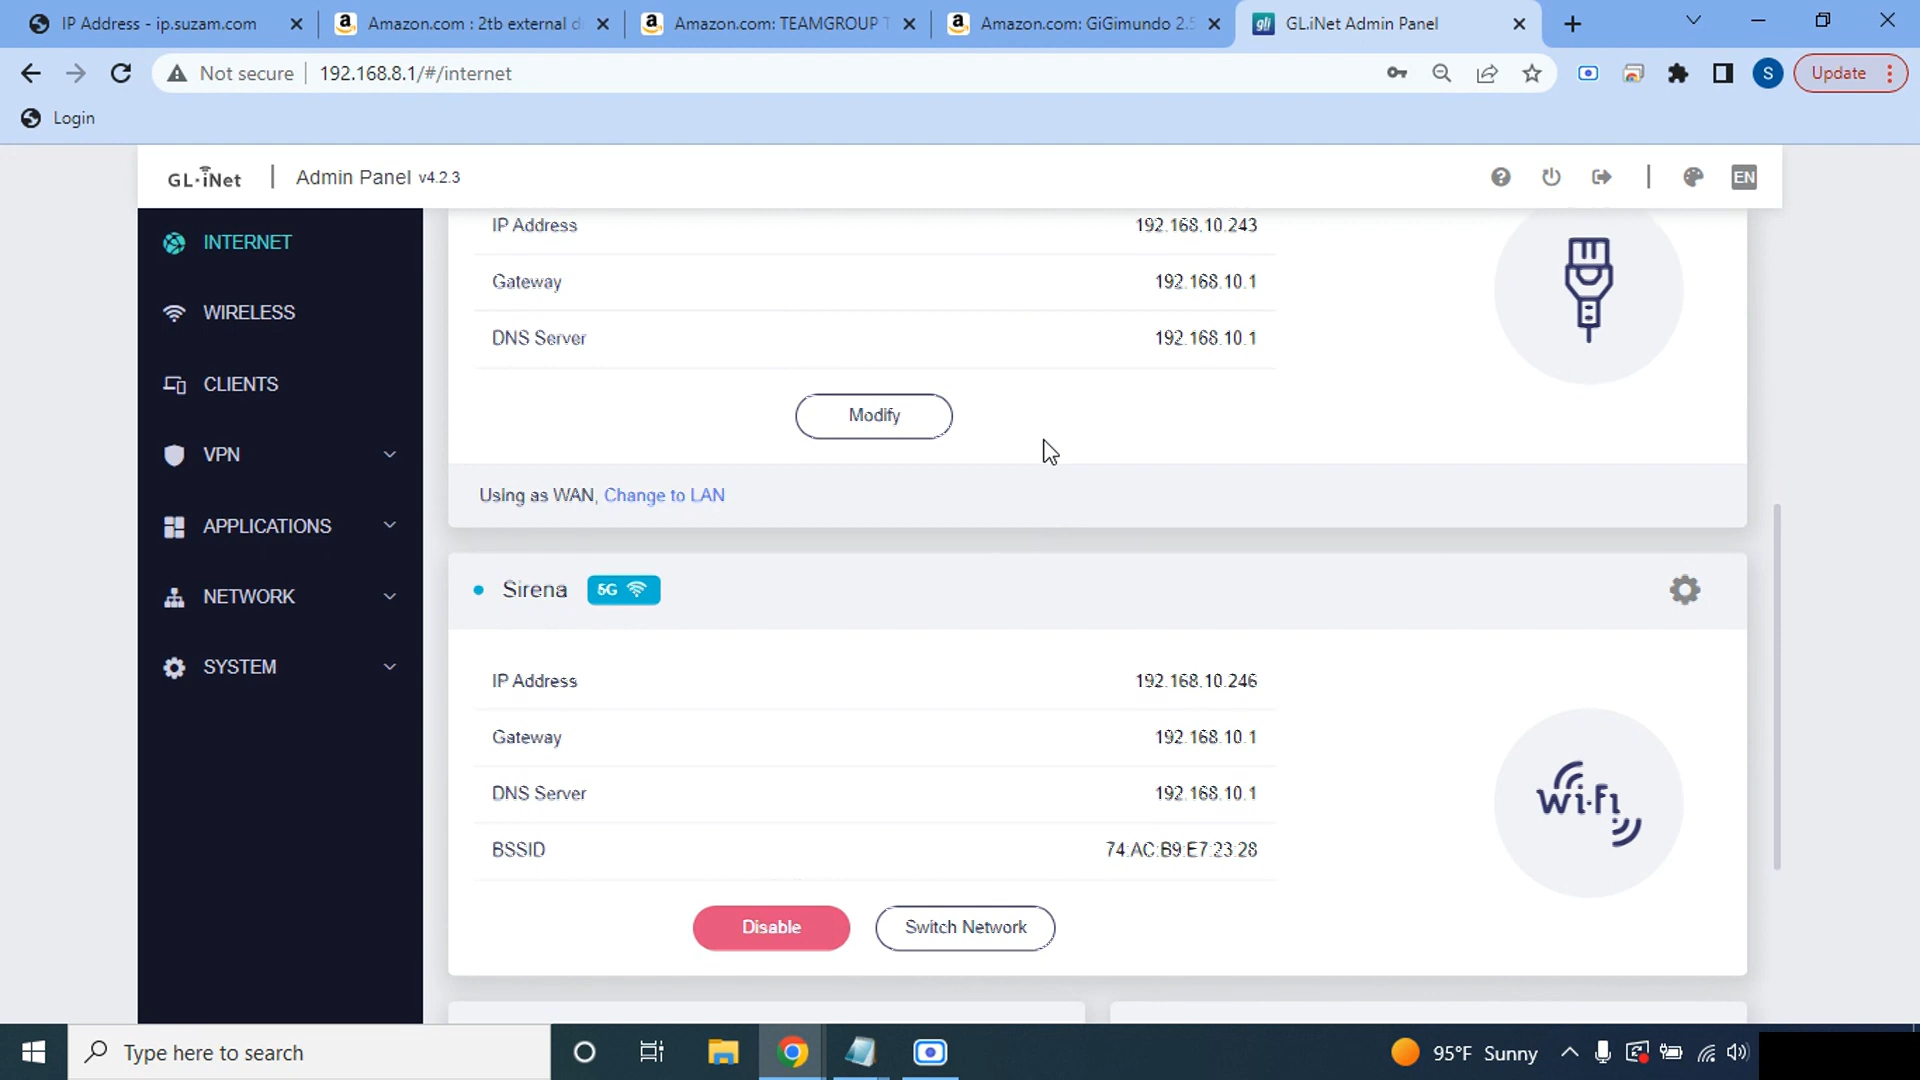 IP Address - ip.suzam.com
Amazon.com : 2tb external d
Amazon.com: TEAMGROUP T
Amazon.com: GiGimundo 2.5
gli GL.iNet Admin Panel
Not secure 192.168.8.1/#/internet
S
Update
Login
GL·iNet Admin Panel v4.2.3
EN
INTERNET
WIRELESS
CLIENTS
VPN
APPLICATIONS
NETWORK
SYSTEM
IP Address 192.168.10.243
Gateway 192.168.10.1
DNS Server 192.168.10.1
Modify
Using as WAN, Change to LAN
Sirena 5G
IP Address 192.168.10.246
Gateway 192.168.10.1
DNS Server 192.168.10.1
BSSID 74:AC:B9:E7:23:28
Wi-Fi
Disable Switch Network
Type here to search
95°F Sunny